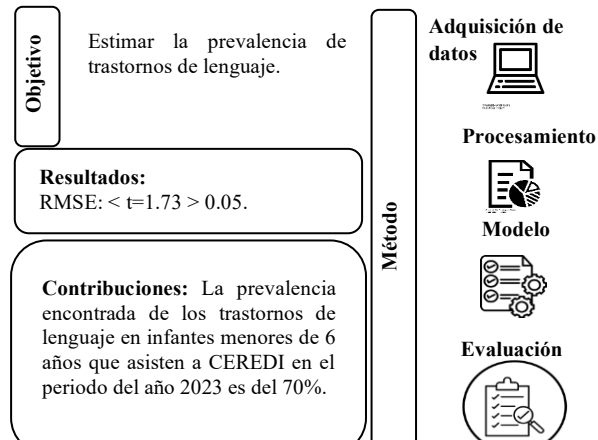 Objetivo
Estimar la prevalencia de
trastornos de lenguaje.
Resultados:
RMSE: < t=1.73 > 0.05.
Contribuciones: La prevalencia
encontrada de los trastornos de
lenguaje en infantes menores de 6
años que asisten a CEREDI en el
periodo del año 2023 es del 70%.
Método
Adquisición de
datos
Procesamiento
Modelo
Evaluación